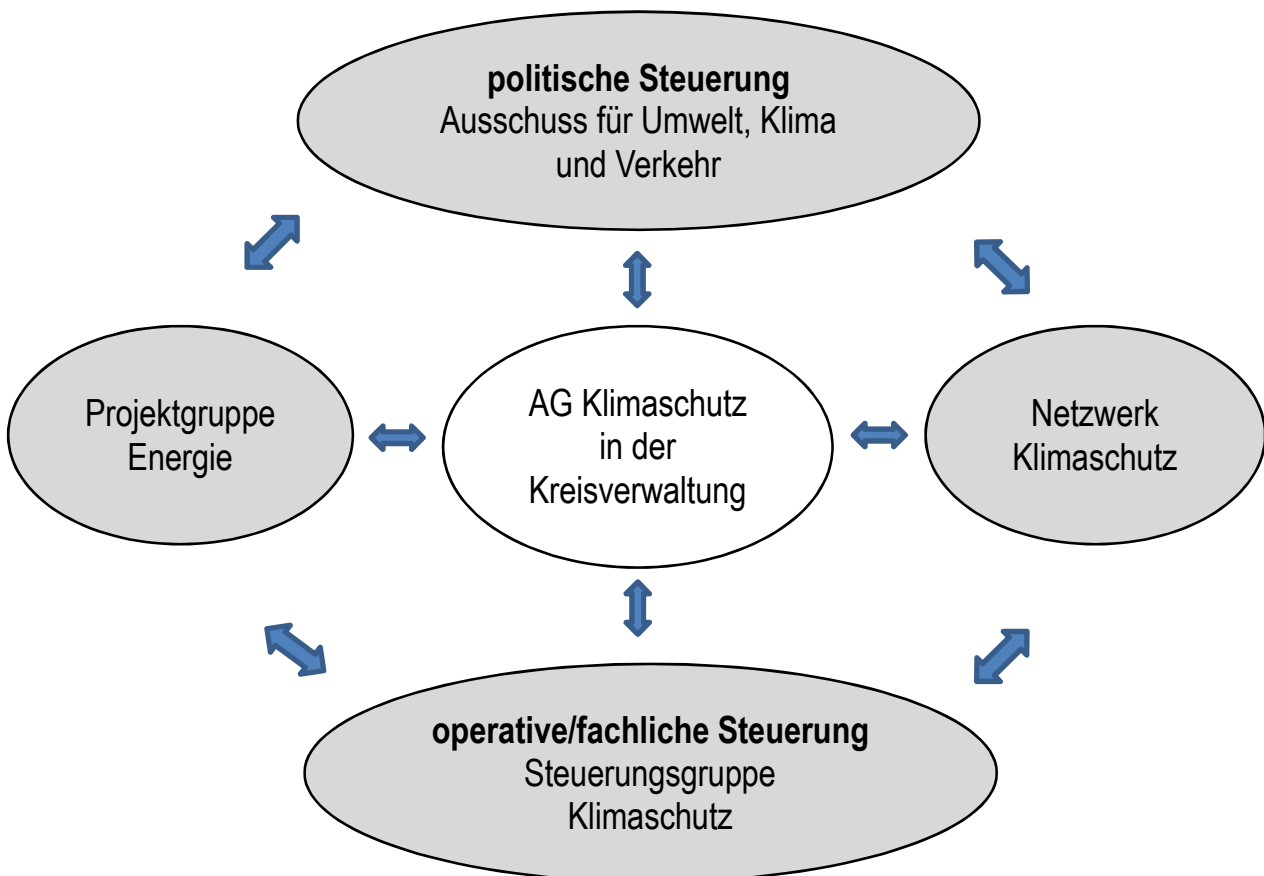 politische Steuerung
Ausschuss für Umwelt, Klima
und Verkehr
Projektgruppe
Energie
AG Klimaschutz
in der
Kreisverwaltung
Netzwerk
Klimaschutz
operative/fachliche Steuerung
Steuerungsgruppe
Klimaschutz